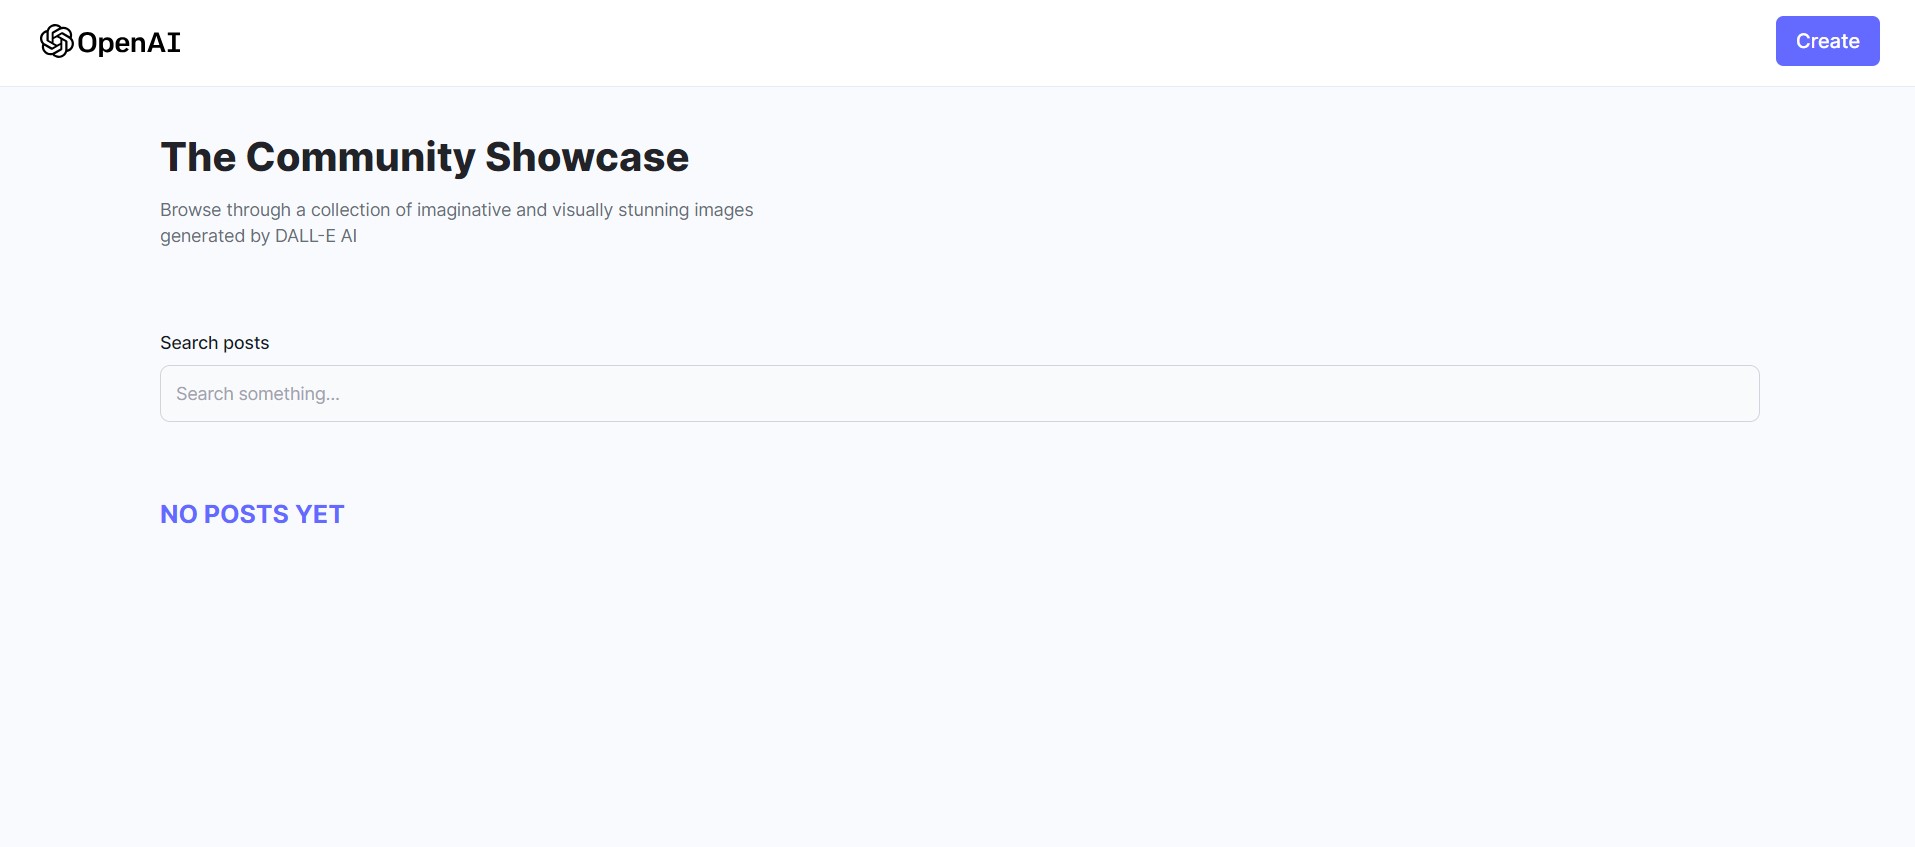 OpenAI
Create
The Community Showcase
Browse through a collection of imaginative and visually stunning images
generated by DALL-E AI
Search posts
Search something...
NO POSTS YET